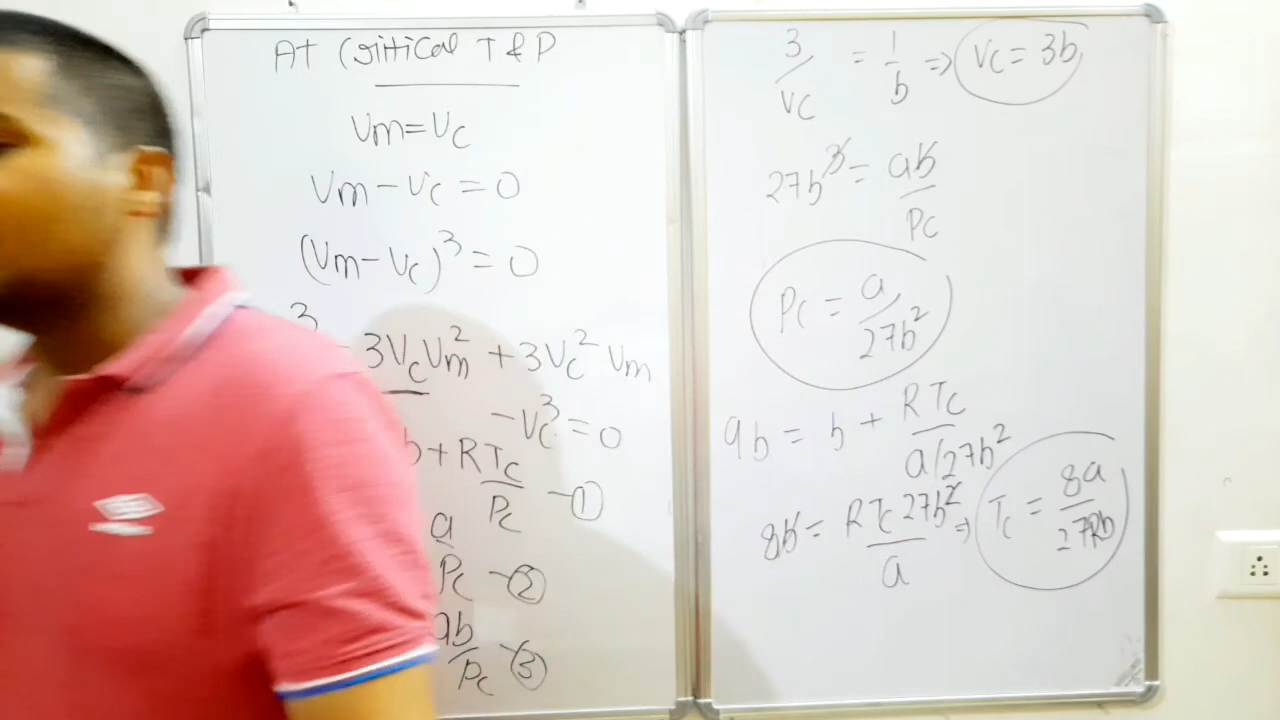 At Critical T & P
Vm = Vc
Vm - Vc = 0
(Vm - Vc)³ = 0
³ - 3VcVm² + 3Vc² Vm
- Vc³ = 0
b + RTc/Pc - ①
a/Pc - ②
ab/Pc - ③
3/Vc = 1/b ⇒ Vc = 3b
27b³ = ab/Pc
Pc = a/27b²
9b = b + RTc/a/27b²
8b = RTc 27b²/a ⇒ Tc = 8a/27Rb